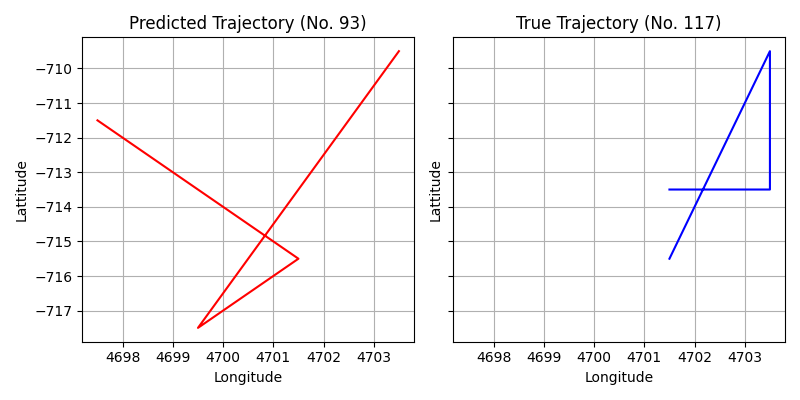 Predicted Trajectory (No. 93)
True Trajectory (No. 117)
Lattitude
−710
−711
−712
−713
−714
−715
−716
−717
4698 4699 4700 4701 4702 4703
Longitude
Lattitude
4698 4699 4700 4701 4702 4703
Longitude